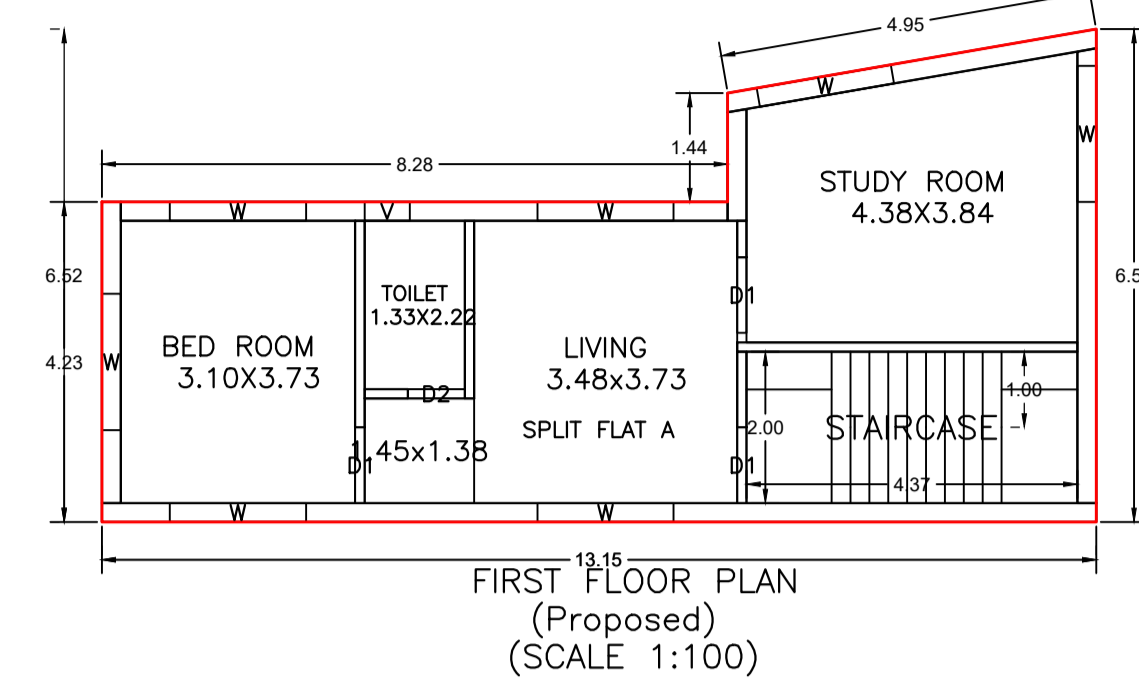 4.95
W
1.44
W
8.28
STUDY ROOM
4.38X3.84
W
V
W
6.52
6.5
TOILET
1.33X2.22
D1
BED ROOM
3.10X3.73
LIVING
3.48x3.73
4.23
W
D2
1.00
SPLIT FLAT A
2.00
STAIRCASE
.45x1.38
D1
D1
4.37
W
W
13.15
FIRST FLOOR PLAN
(Proposed)
(SCALE 1:100)